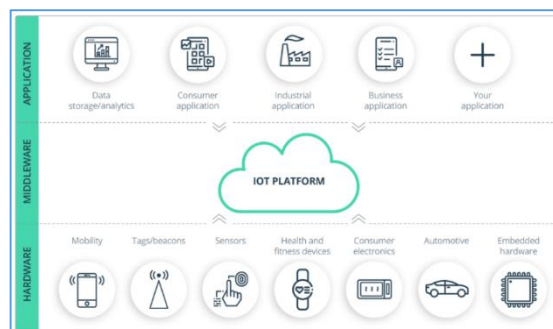 APPLICATION
Data
storage/analytics
Consumer
application
Industrial
application
Business
application
Your
application
MIDDLEWARE
IOT PLATFORM
HARDWARE
Mobility
Tags/beacons
Sensors
Health and
fitness devices
Consumer
electronics
Automotive
Embedded
hardware